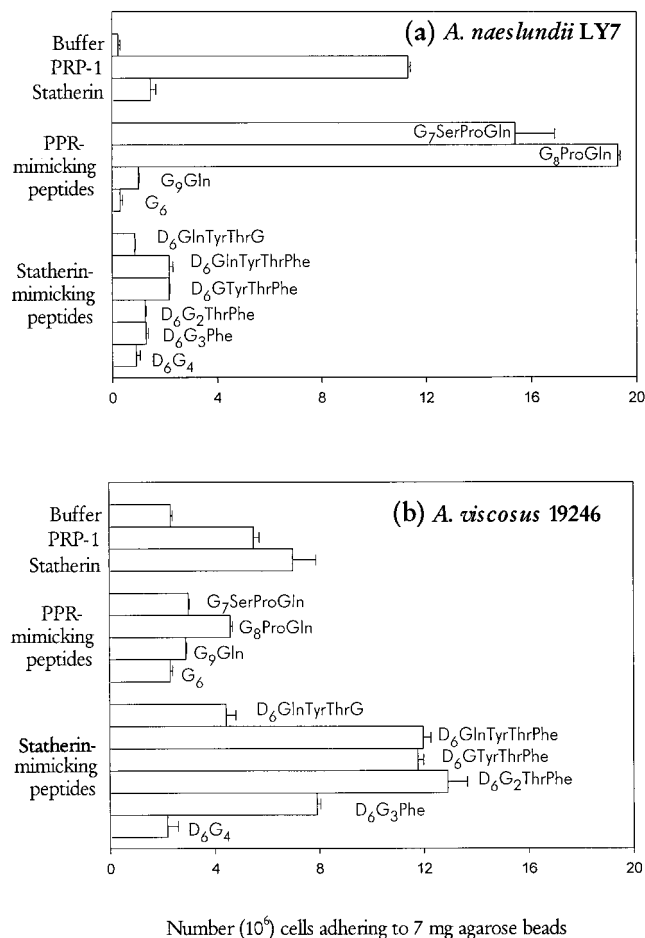 (a) A. naeslundii LY7
Buffer
PRP-1
Statherin
PPR-
mimicking
peptides
G₇SerProGln
G₈ProGln
G₉Gln
G₆
Statherin-
mimicking
peptides
D₆GlnTyrThrG
D₆GlnTyrThrPhe
D₆GTyrThrPhe
D₆G₂ThrPhe
D₆G₃Phe
D₆G₄
0 4 8 12 16 20
(b) A. viscosus 19246
Buffer
PRP-1
Statherin
PPR-
mimicking
peptides
G₇SerProGln
G₈ProGln
G₉Gln
G₆
Statherin-
mimicking
peptides
D₆GlnTyrThrG
D₆GlnTyrThrPhe
D₆GTyrThrPhe
D₆G₂ThrPhe
D₆G₃Phe
D₆G₄
0 4 8 12 16 20
Number (10⁶) cells adhering to 7 mg agarose beads